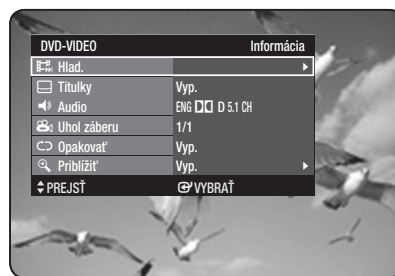 DVD-VIDEO Informácia
Hlad.
Titulky Vyp.
Audio ENG D 5.1 CH
Uhol záberu 1/1
Opakovať Vyp.
Priblížiť Vyp.
PREJSŤ VYBRAŤ